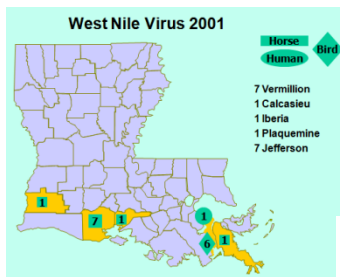 West Nile Virus 2001
Horse
Human
Bird
7 Vermillion
1 Calcasieu
1 Iberia
1 Plaquemine
7 Jefferson
1
7
1
1
6
1